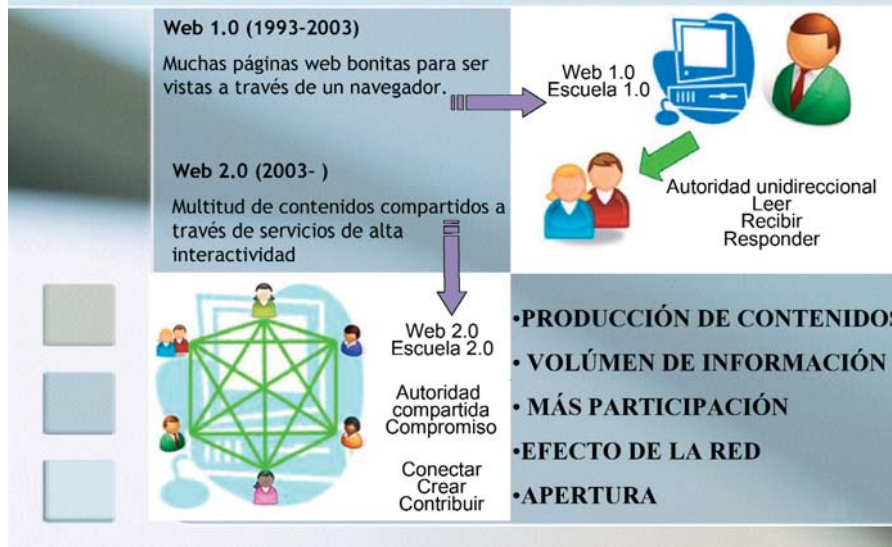 Web 1.0 (1993-2003)
Muchas páginas web bonitas para ser
vistas a través de un navegador.
Web 1.0
Escuela 1.0
Autoridad unidireccional
Leer
Recibir
Responder
Web 2.0 (2003- )
Multitud de contenidos compartidos a
través de servicios de alta
interactividad
Web 2.0
Escuela 2.0
Autoridad
compartida
Compromiso
Conectar
Crear
Contribuir
•PRODUCCIÓN DE CONTENIDOS
• VOLÚMEN DE INFORMACIÓN
• MÁS PARTICIPACIÓN
•EFECTO DE LA RED
•APERTURA